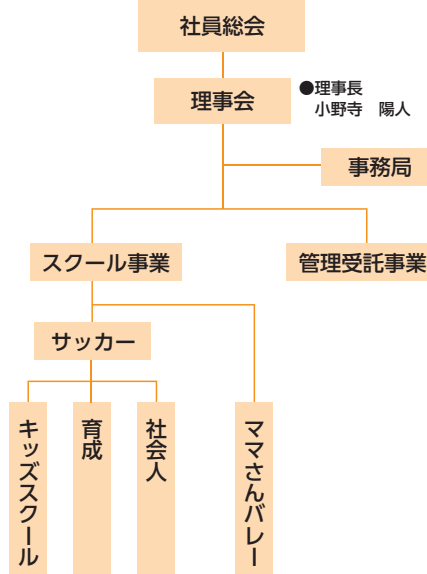 社員総会
理事会
●理事長
小野寺　陽人
事務局
スクール事業
管理受託事業
サッカー
キッズスクール
育成
社会人
ママさんバレー